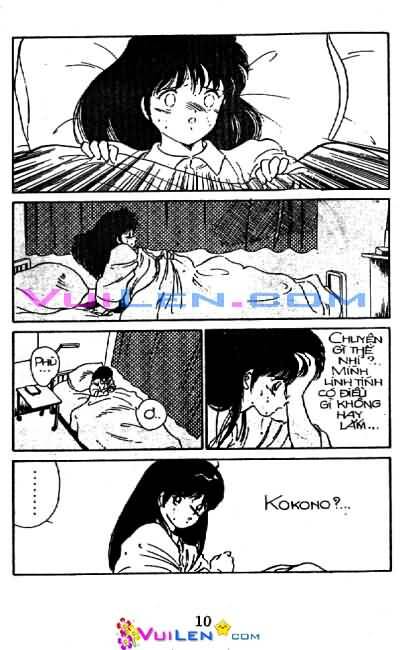 VUILEN.COM
PHÙ...
Ơ.
CHUYỆN
GÌ THẾ
NHỈ?..
MÌNH
LINH TÍNH
CÓ ĐIỀU
GÌ KHÔNG
HAY
LẮM...
........
KOKONO?...
10
VUILEN.COM